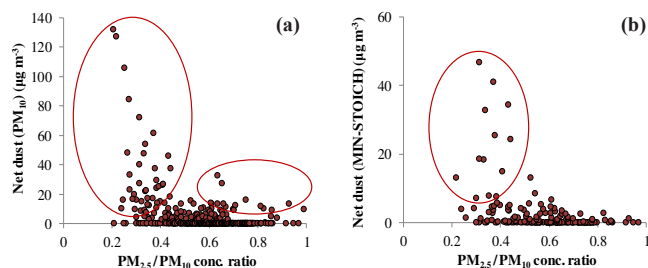 (a)
Net dust (PM10) (µg m-3)
140
120
100
80
60
40
20
0
0 0.2 0.4 0.6 0.8 1
PM2.5/PM10 conc. ratio
(b)
Net dust (MIN-STOICH) (µg m-3)
60
40
20
0
0 0.2 0.4 0.6 0.8 1
PM2.5/PM10 conc. ratio